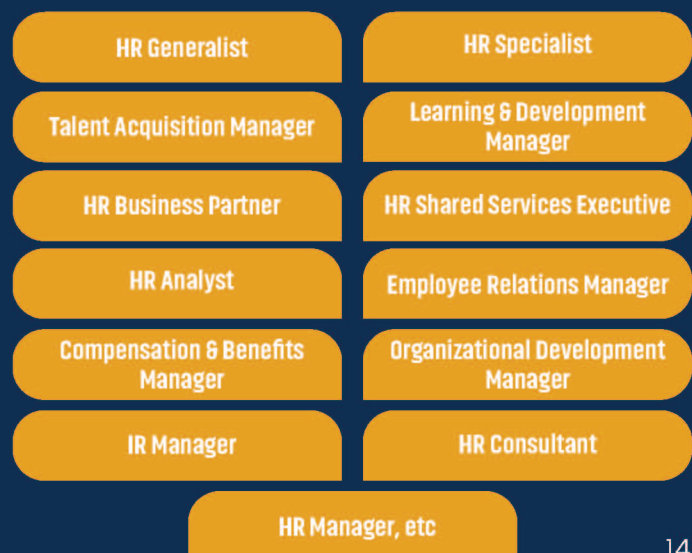 HR Generalist
HR Specialist
Talent Acquisition Manager
Learning & Development
Manager
HR Business Partner
HR Shared Services Executive
HR Analyst
Employee Relations Manager
Compensation & Benefits
Manager
Organizational Development
Manager
IR Manager
HR Consultant
HR Manager, etc
14